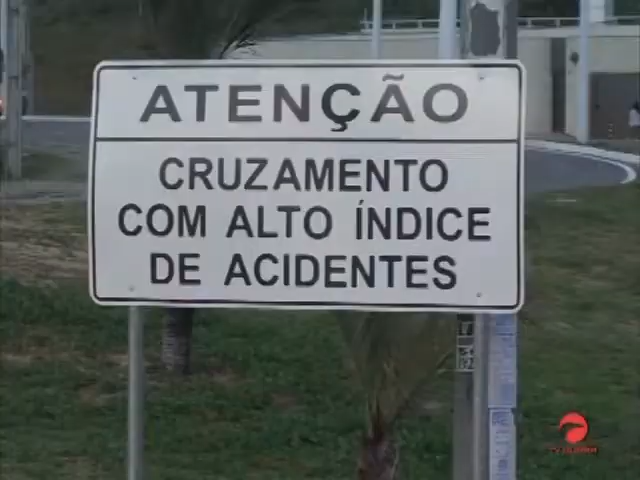 ATENÇÃO
CRUZAMENTO
COM ALTO ÍNDICE
DE ACIDENTES